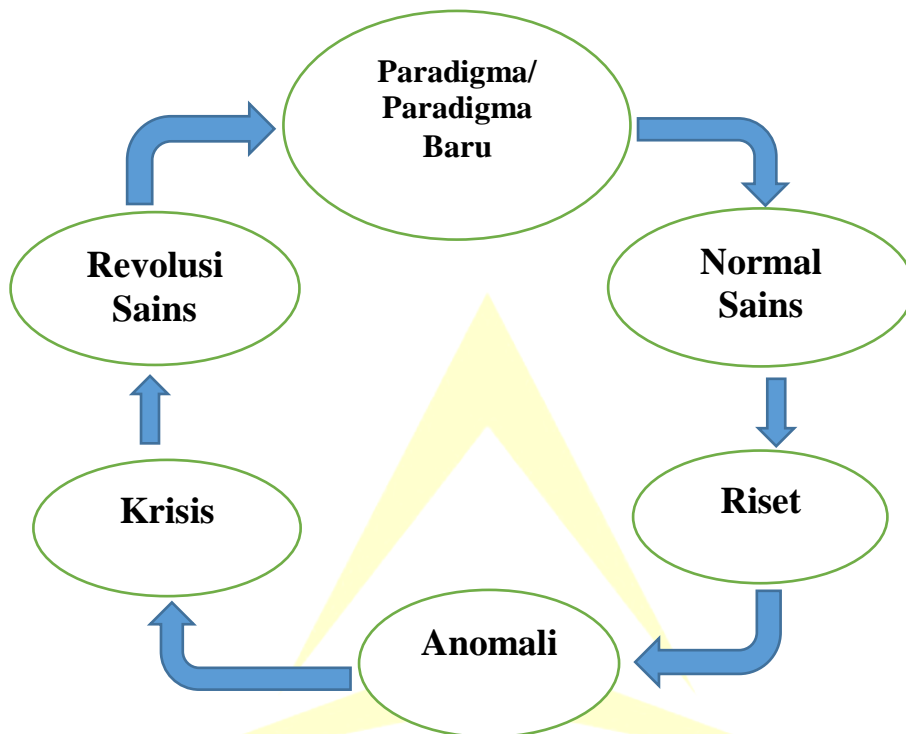 Paradigma/
Paradigma
Baru
Normal
Sains
Riset
Anomali
Krisis
Revolusi
Sains